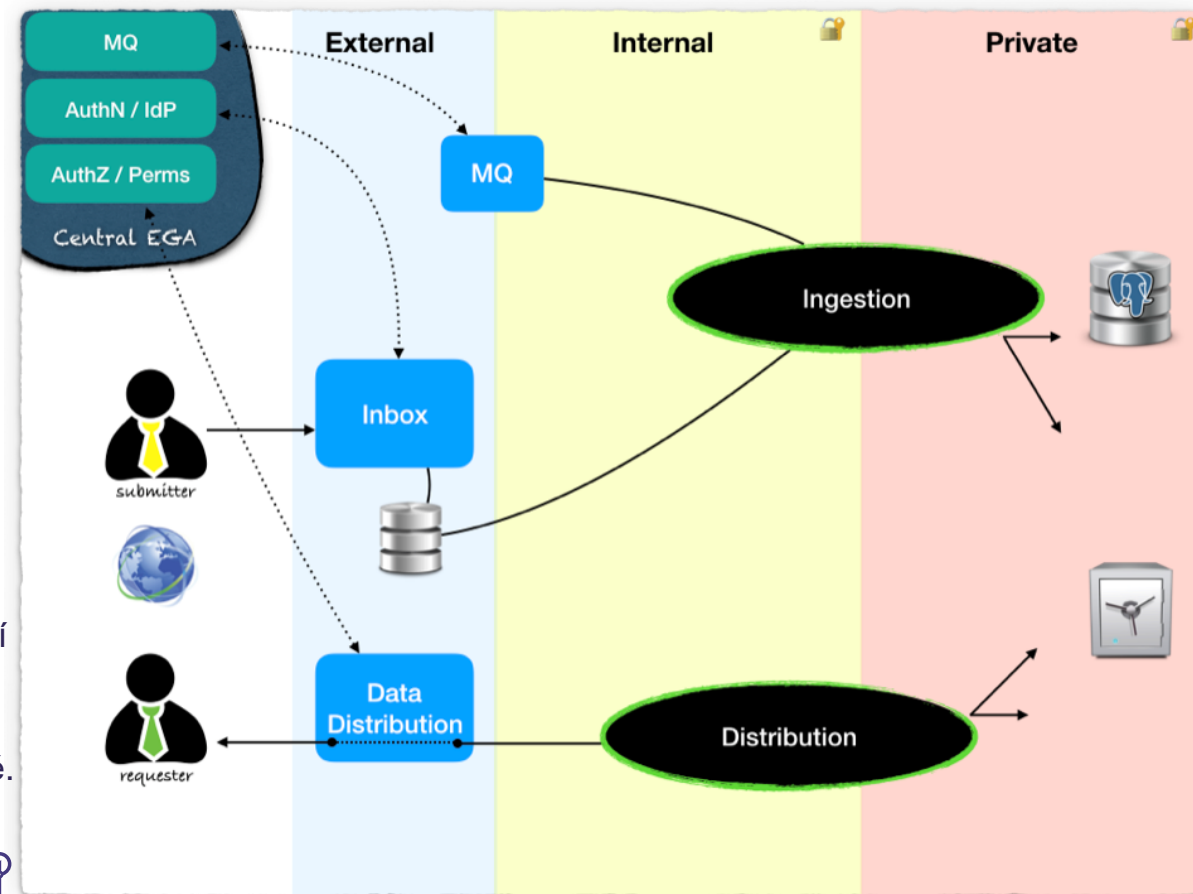 External
Internal
Private
MQ
AuthN / IdP
AuthZ / Perms
Central EGA
MQ
Ingestion
Inbox
submitter
Data
Distribution
Distribution
requester